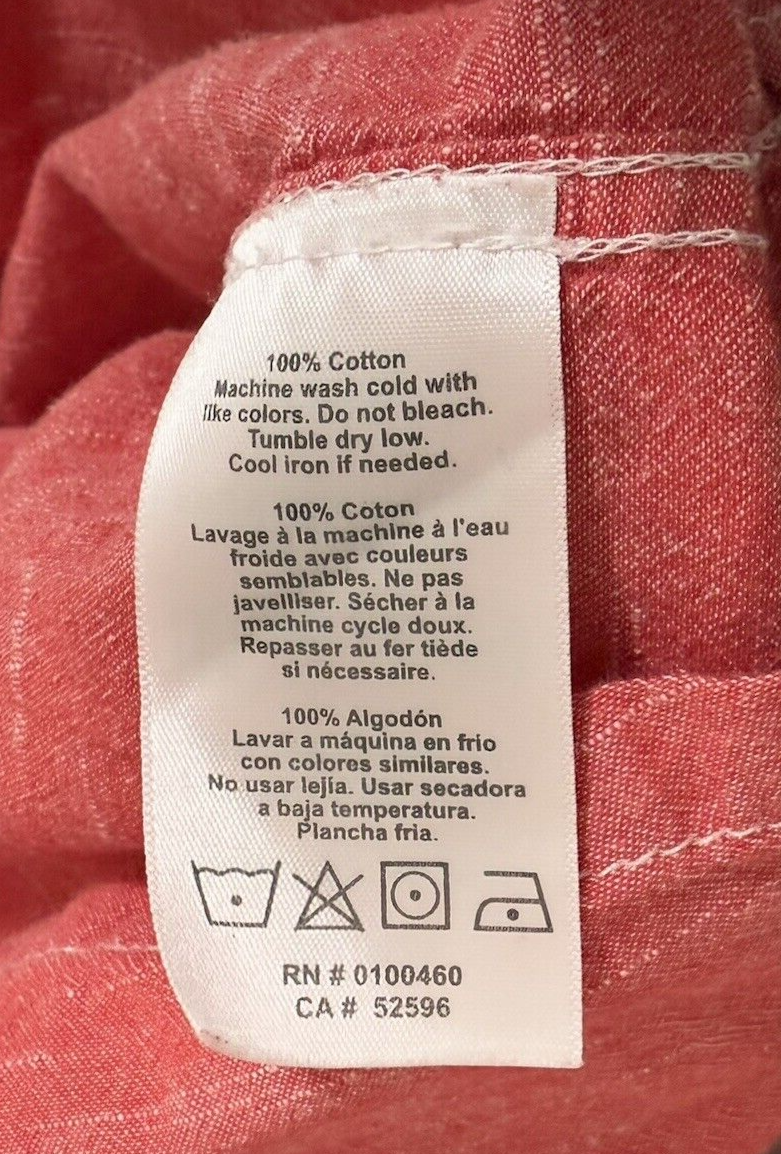 100% Cotton
Machine wash cold with
like colors. Do not bleach.
Tumble dry low.
Cool iron if needed.
100% Coton
Lavage à la machine à l'eau
froide avec couleurs
semblables. Ne pas
javelliser. Sécher à la
machine cycle doux.
Repasser au fer tiède
si nécessaire.
100% Algodón
Lavar a máquina en frio
con colores similares.
No usar lejía. Usar secadora
a baja temperatura.
Plancha fria.
RN # 0100460
CA # 52596